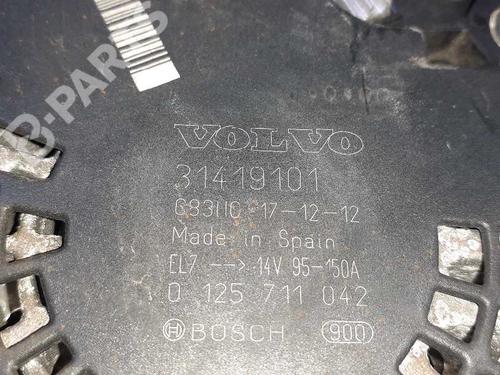 B-PARTS
VOLVO
31419101
17-12-12
Made in Spain
EL7 --> 14V 95-150A
0 125 711 042
BOSCH 900